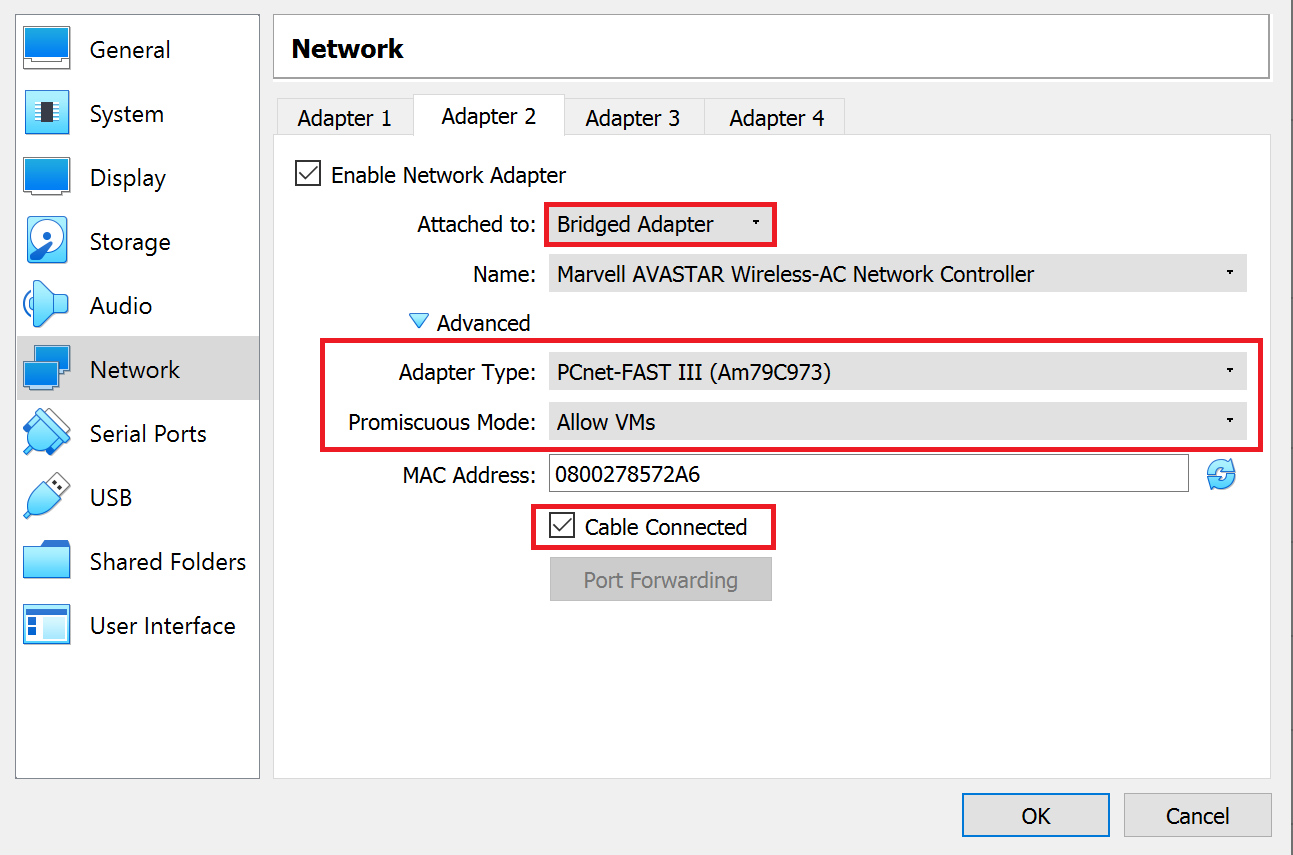 General
System
Display
Storage
Audio
Network
Serial Ports
USB
Shared Folders
User Interface
Network
Adapter 1
Adapter 2
Adapter 3
Adapter 4
Enable Network Adapter
Attached to: Bridged Adapter
Name: Marvell AVASTAR Wireless-AC Network Controller
Advanced
Adapter Type: PCnet-FAST III (Am79C973)
Promiscuous Mode: Allow VMs
MAC Address: 0800278572A6
Cable Connected
Port Forwarding
OK
Cancel